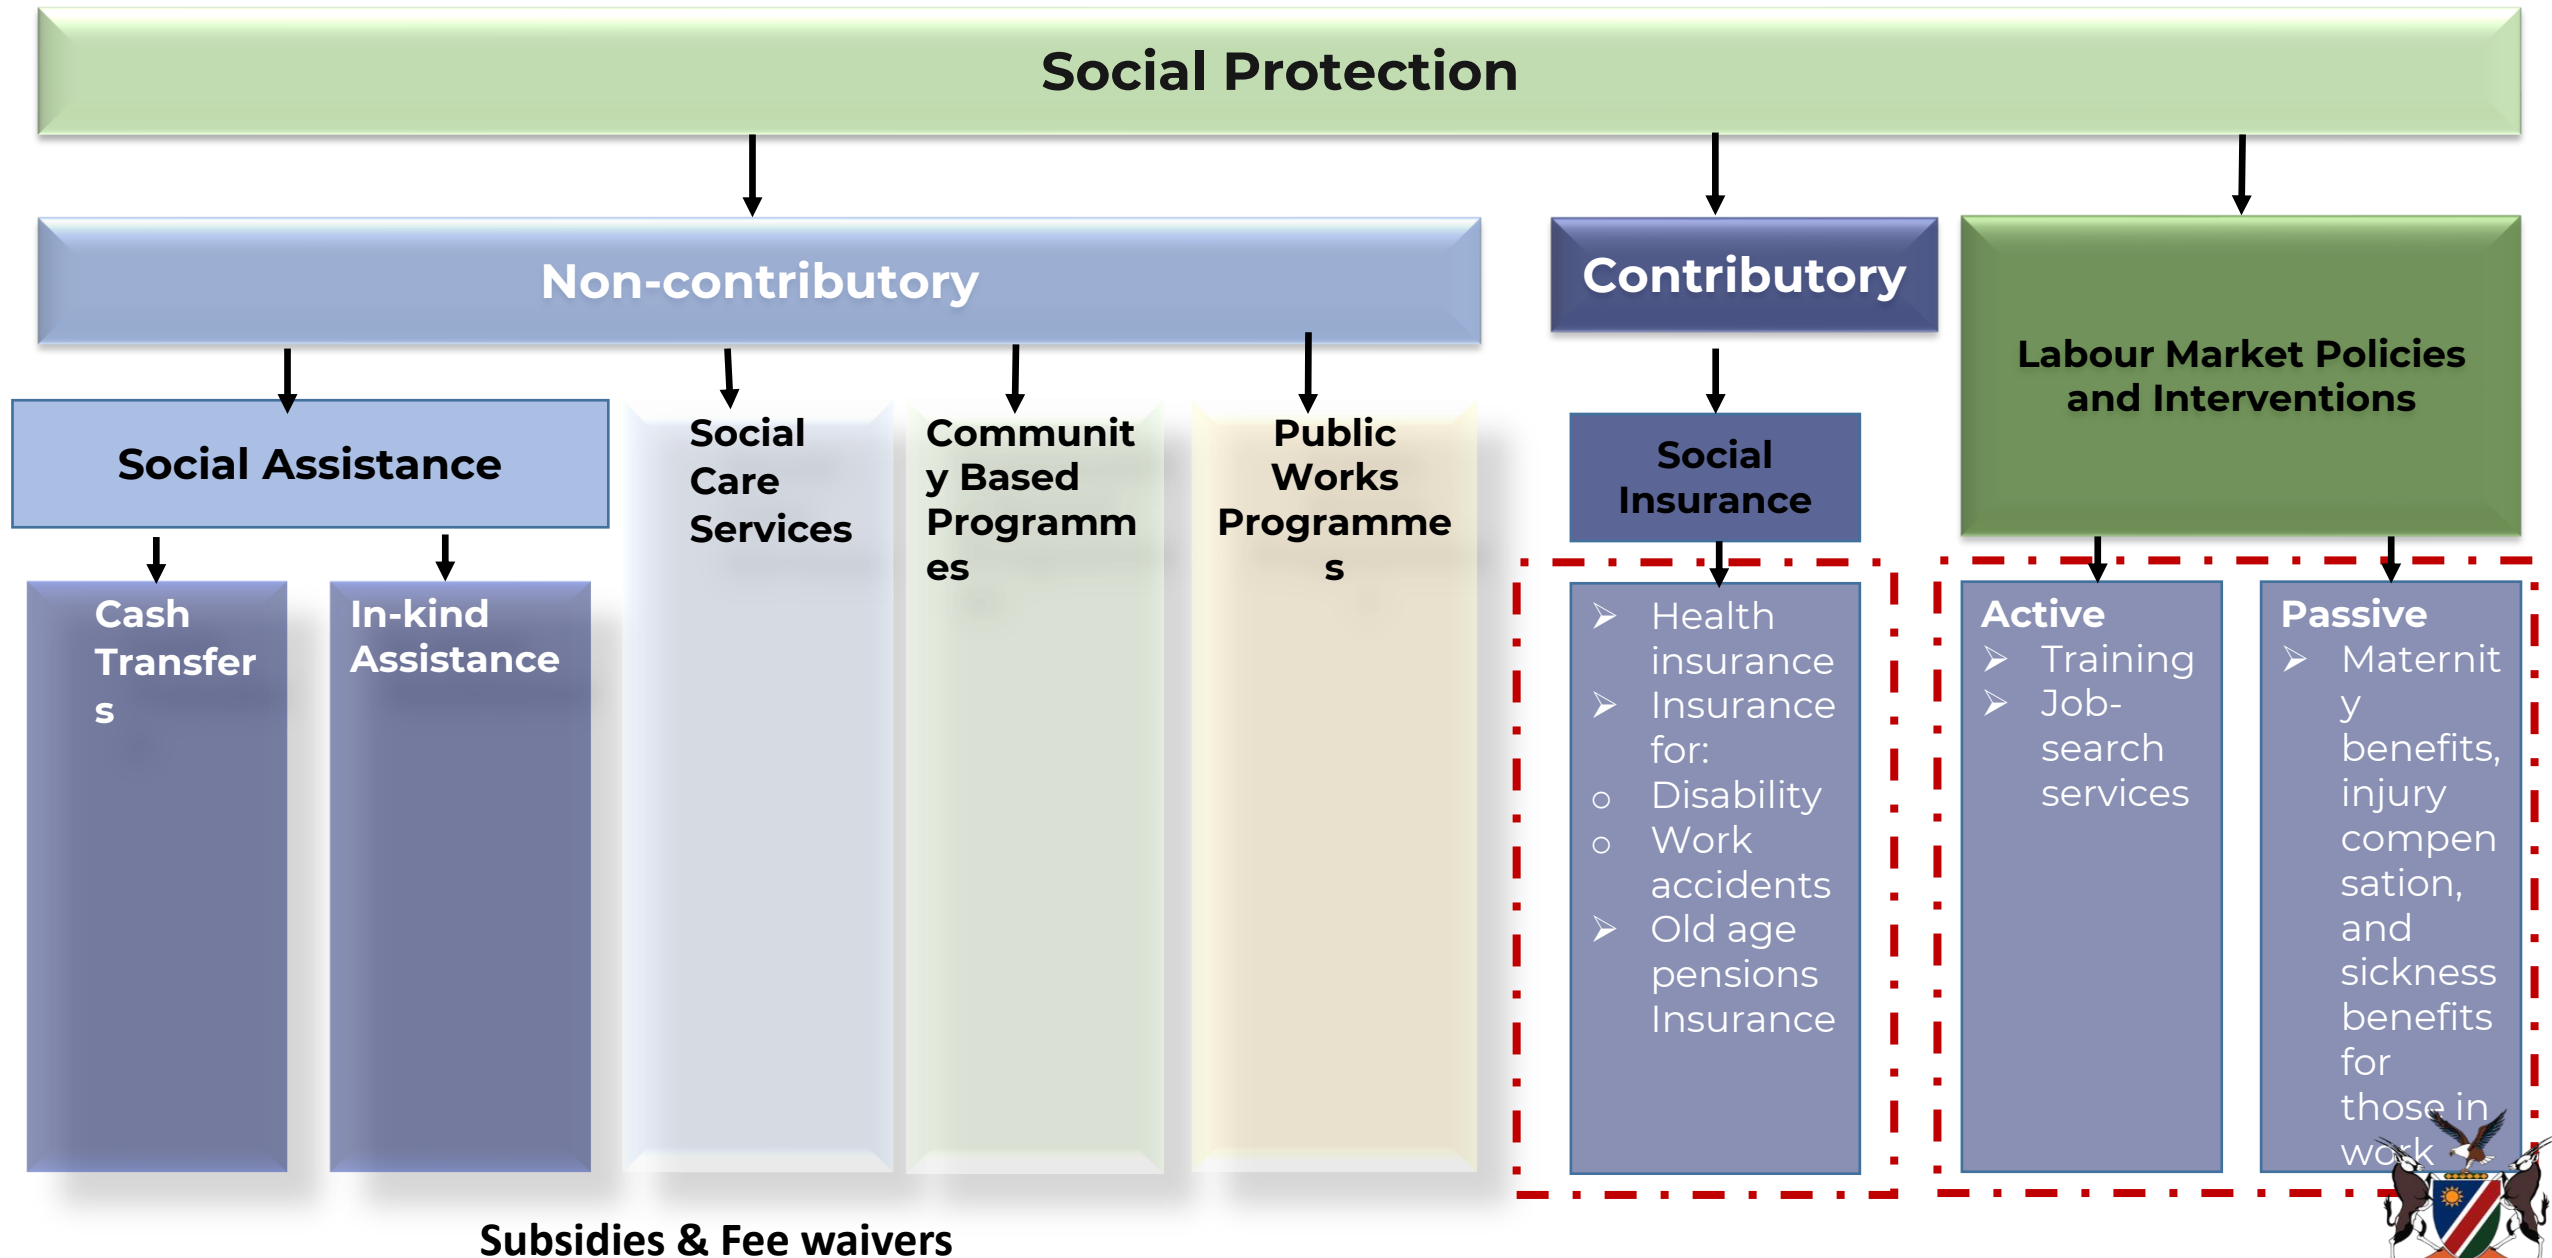 Social Protection
Non-contributory
Contributory
Labour Market Policies
and Interventions
Social Assistance
Social
Care
Services
Communit
y Based
Programm
es
Public
Works
Programme
s
Social
Insurance
Cash
Transfer
s
In-kind
Assistance
➢ Health
insurance
➢ Insurance
for:
o Disability
o Work
accidents
➢ Old age
pensions
Insurance
Active
➢ Training
➢ Job-
search
services
Passive
➢ Maternit
y
benefits,
injury
compen
sation,
and
sickness
benefits
for
those in
work
Subsidies & Fee waivers